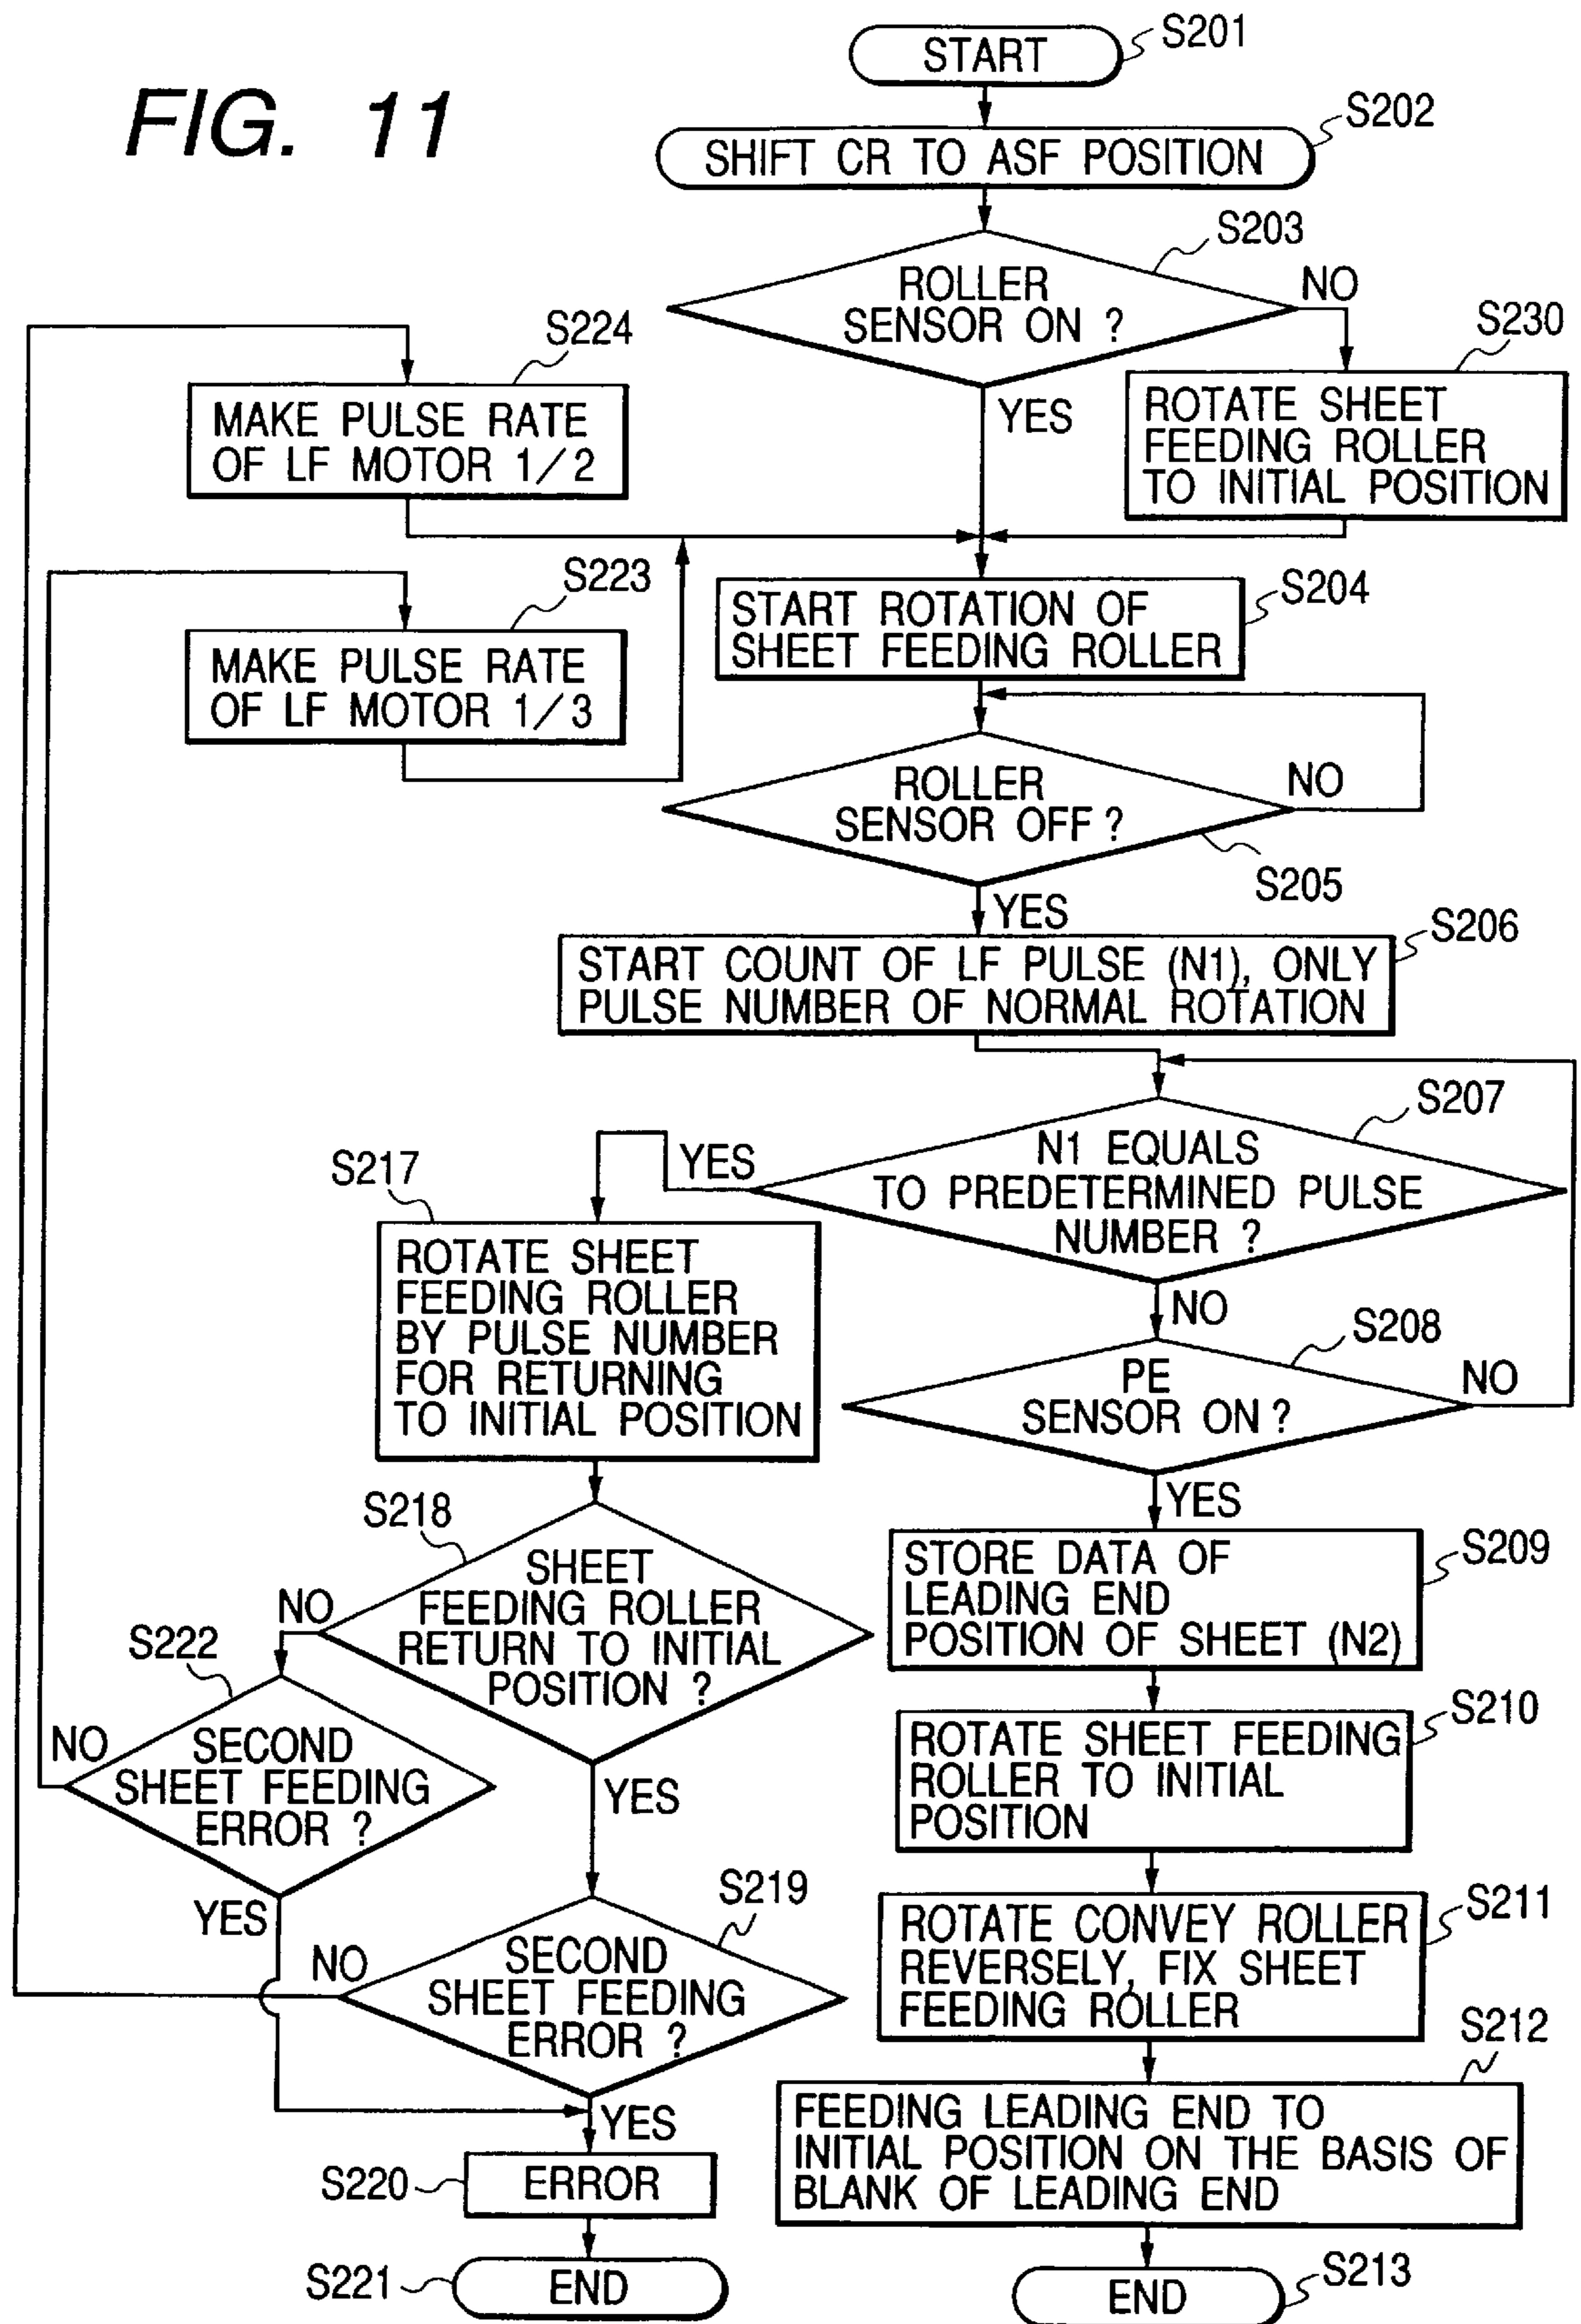 FIG. 11
START
S201
SHIFT CR TO ASF POSITION
S202
ROLLER
SENSOR ON ?
S203
NO
YES
S230
ROTATE SHEET
FEEDING ROLLER
TO INITIAL POSITION
S224
MAKE PULSE RATE
OF LF MOTOR 1/2
S223
MAKE PULSE RATE
OF LF MOTOR 1/3
START ROTATION OF
SHEET FEEDING ROLLER
S204
ROLLER
SENSOR OFF ?
NO
S205
YES
START COUNT OF LF PULSE (N1), ONLY
PULSE NUMBER OF NORMAL ROTATION
S206
S207
N1 EQUALS
TO PREDETERMINED PULSE
NUMBER ?
YES
NO
S217
ROTATE SHEET
FEEDING ROLLER
BY PULSE NUMBER
FOR RETURNING
TO INITIAL POSITION
S208
PE
SENSOR ON ?
NO
YES
S218
SHEET
FEEDING ROLLER
RETURN TO INITIAL
POSITION ?
NO
YES
STORE DATA OF
LEADING END
POSITION OF SHEET (N2)
S209
S222
SECOND
SHEET FEEDING
ERROR ?
NO
YES
ROTATE SHEET FEEDING
ROLLER TO INITIAL
POSITION
S210
S219
SECOND
SHEET FEEDING
ERROR ?
NO
YES
ROTATE CONVEY ROLLER
REVERSELY, FIX SHEET
FEEDING ROLLER
S211
S212
FEEDING LEADING END TO
INITIAL POSITION ON THE BASIS OF
BLANK OF LEADING END
S220
ERROR
S221
END
END
S213